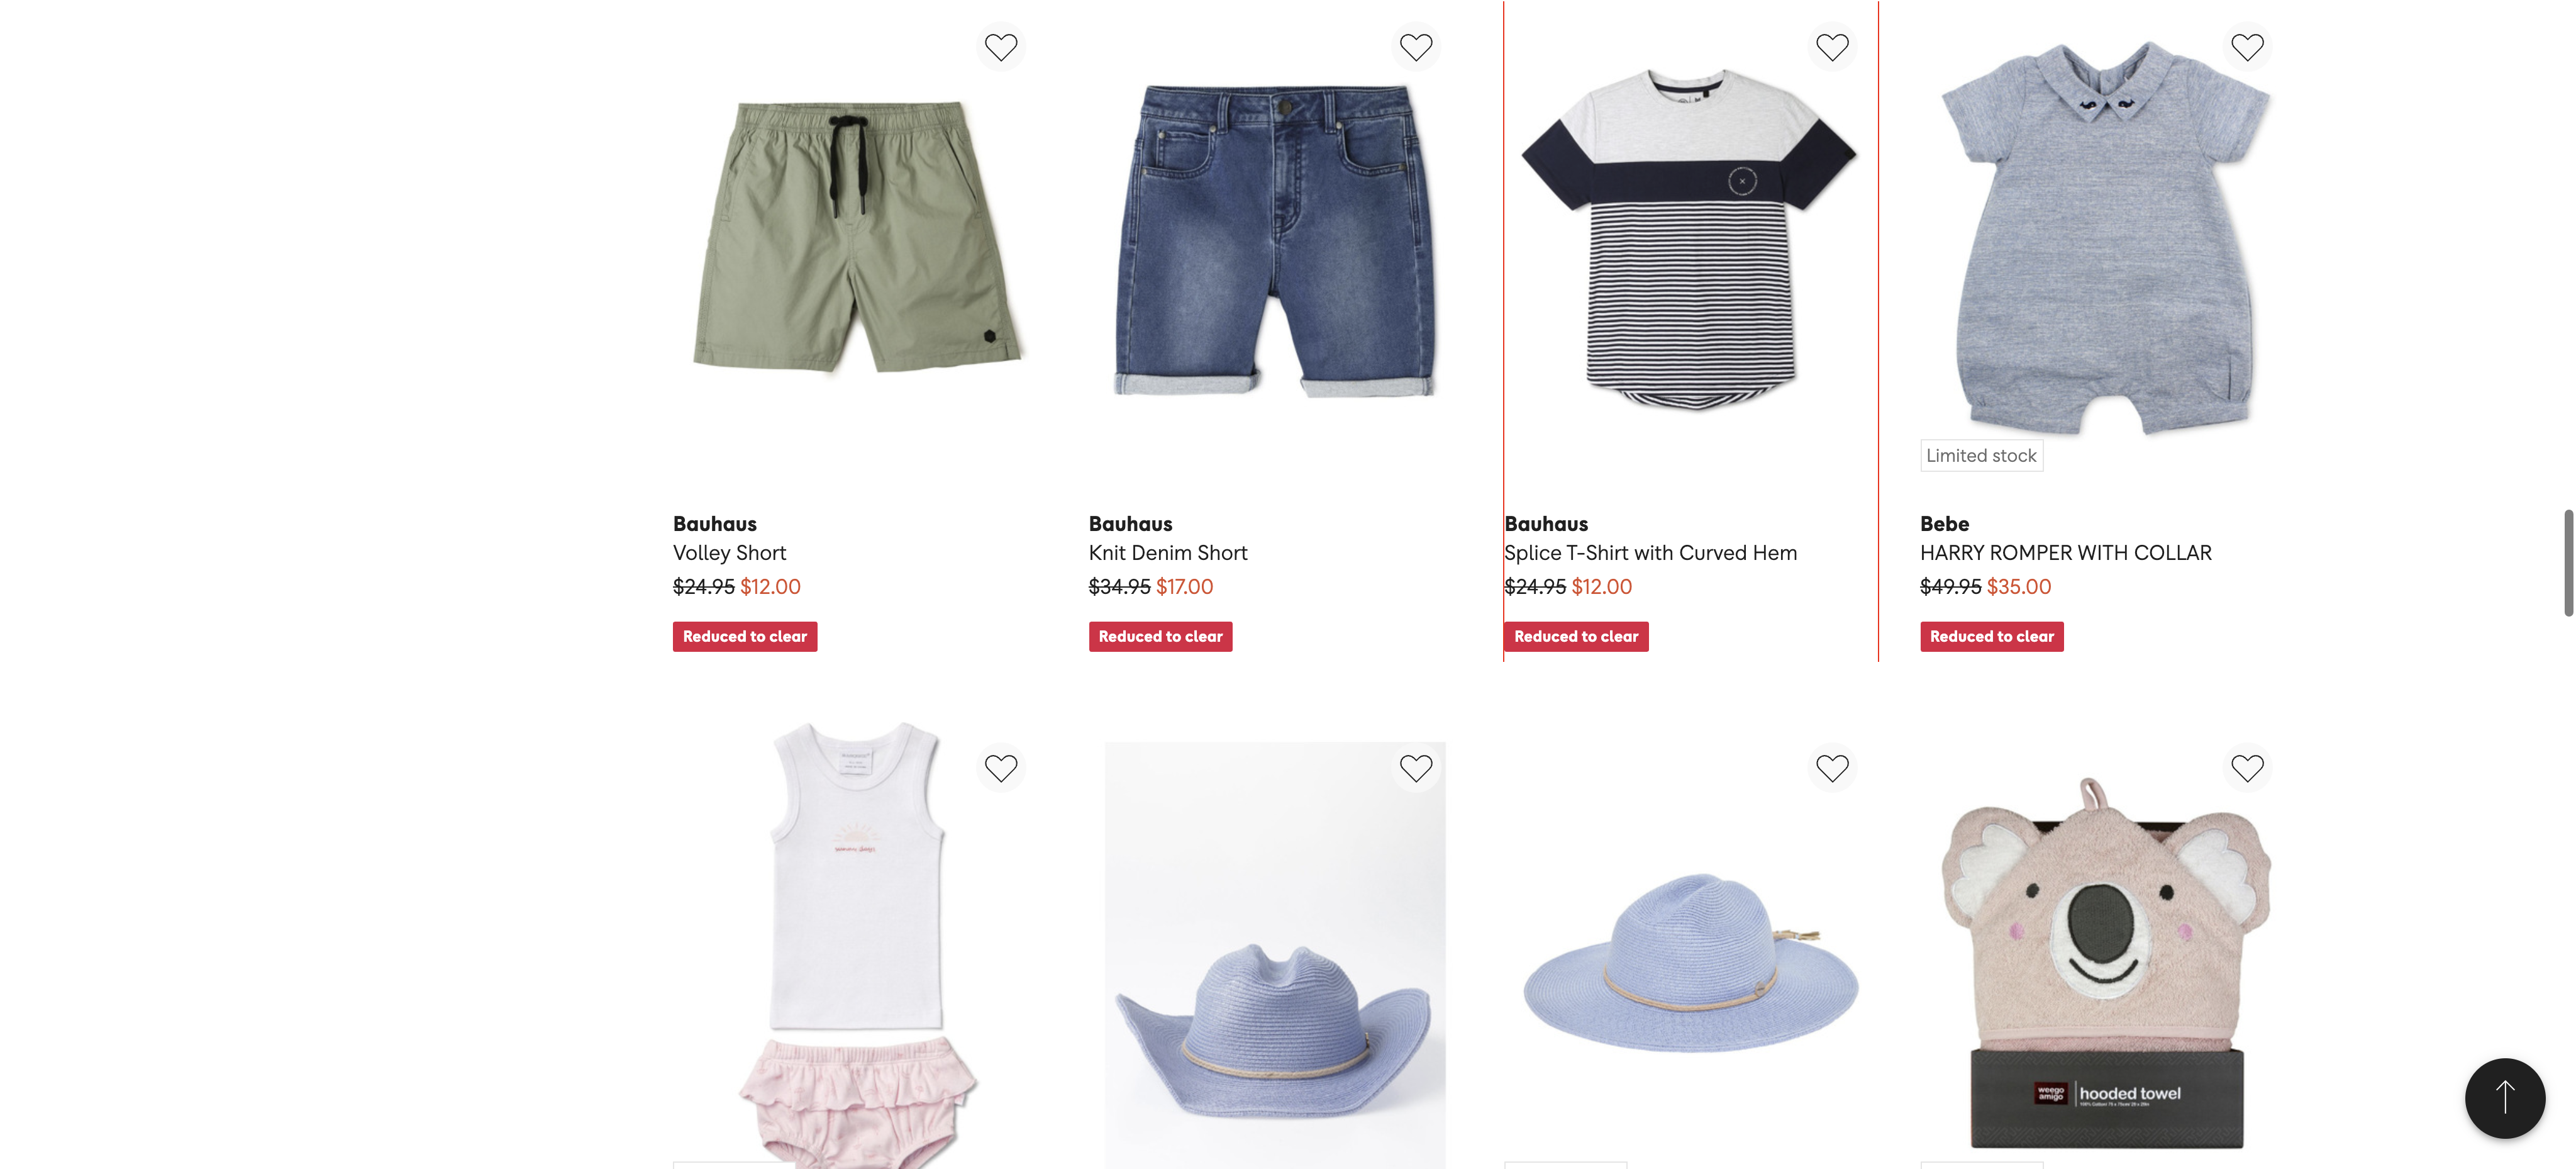 Limited stock
Bauhaus
Volley Short
$24.95 $12.00
Reduced to clear
Bauhaus
Knit Denim Short
$34.95 $17.00
Reduced to clear
Bauhaus
Splice T-Shirt with Curved Hem
$24.95 $12.00
Reduced to clear
Bebe
HARRY ROMPER WITH COLLAR
$49.95 $35.00
Reduced to clear
weego
amigo
hooded towel